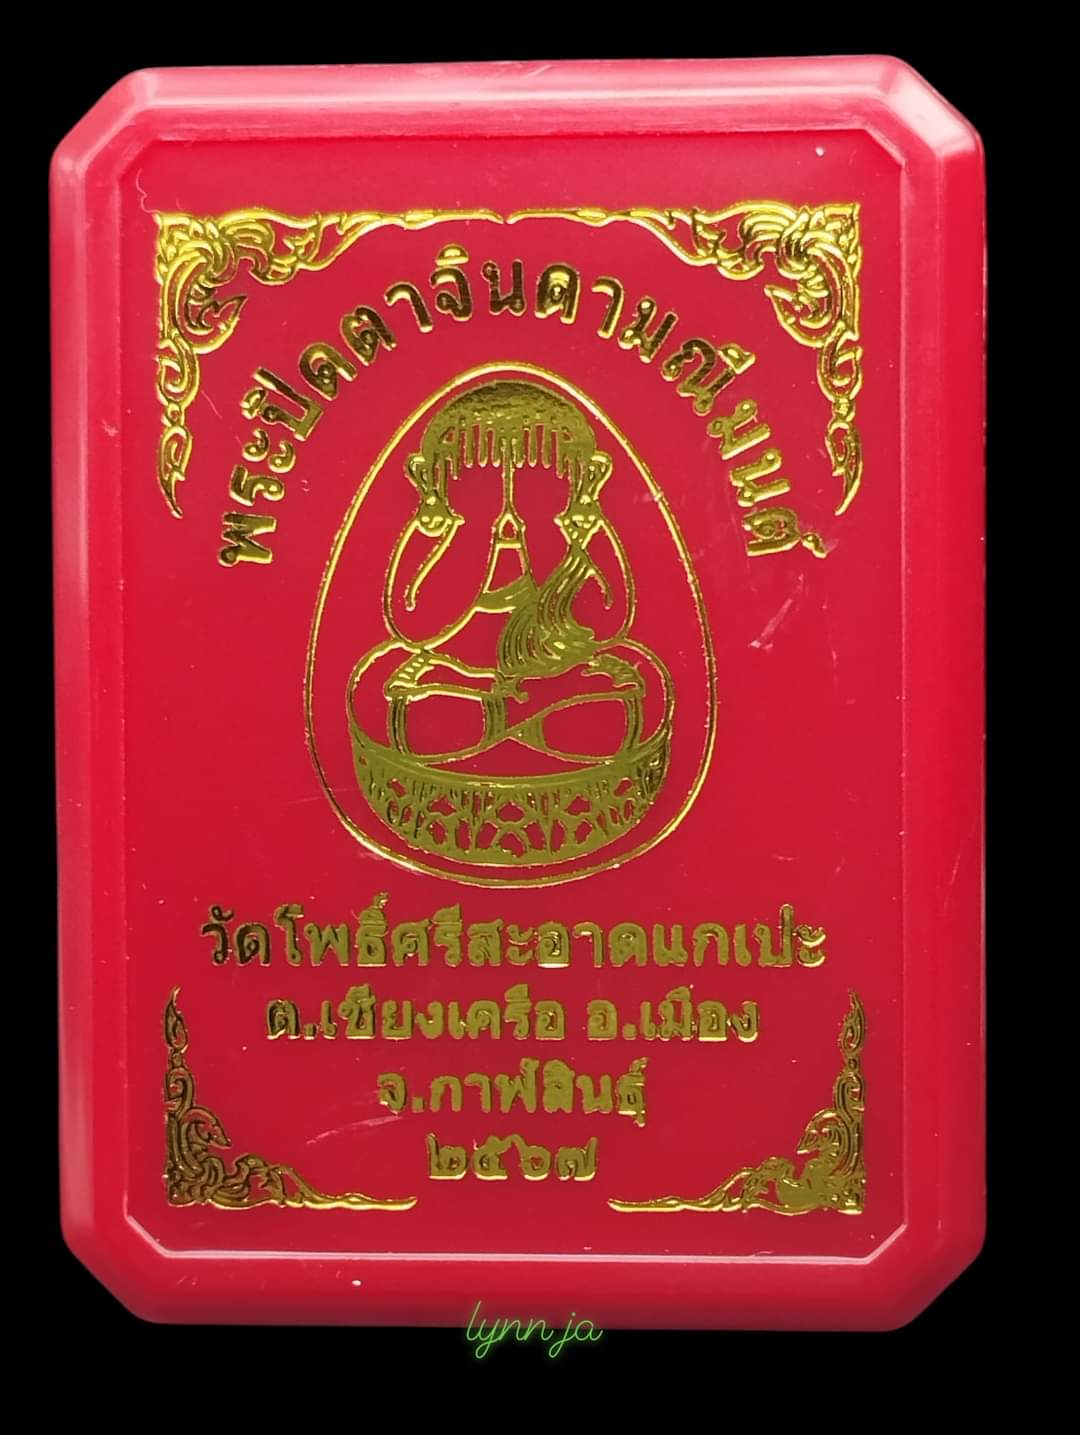 พระปิดตาจินดามณีมนต์
วัดโพธิ์ศรีสะอาดแกเปะ
ต.เชียงเครือ อ.เมือง
จ.กาฬสินธุ์
๒๕๖๗
lynn ja